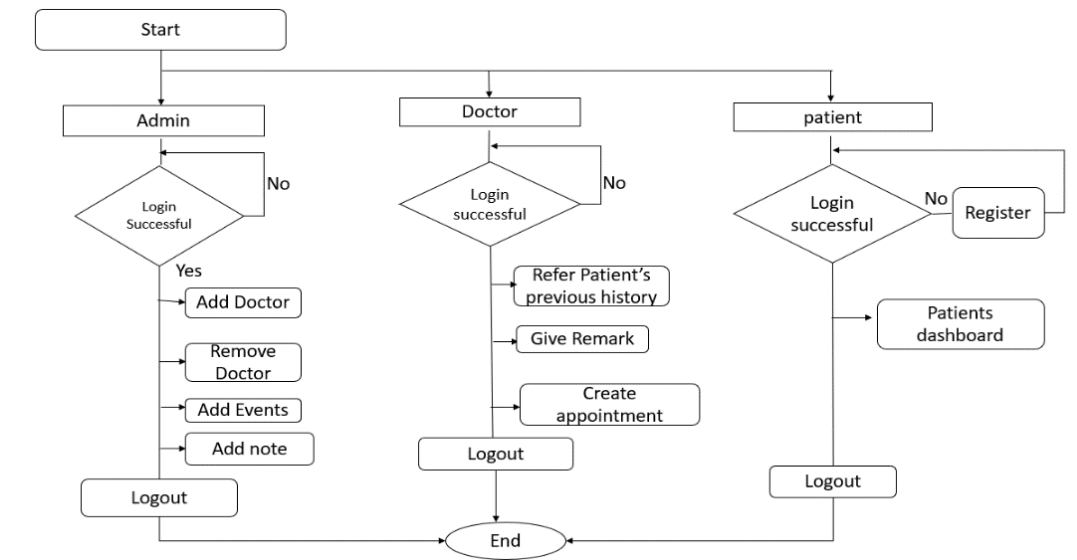 Start
Admin
Doctor
patient
Login
Successful
No
Login
successful
No
Login
successful
No
Register
Yes
Add Doctor
Remove
Doctor
Add Events
Add note
Logout
Refer Patient's
previous history
Give Remark
Create
appointment
Logout
Patients
dashboard
Logout
End